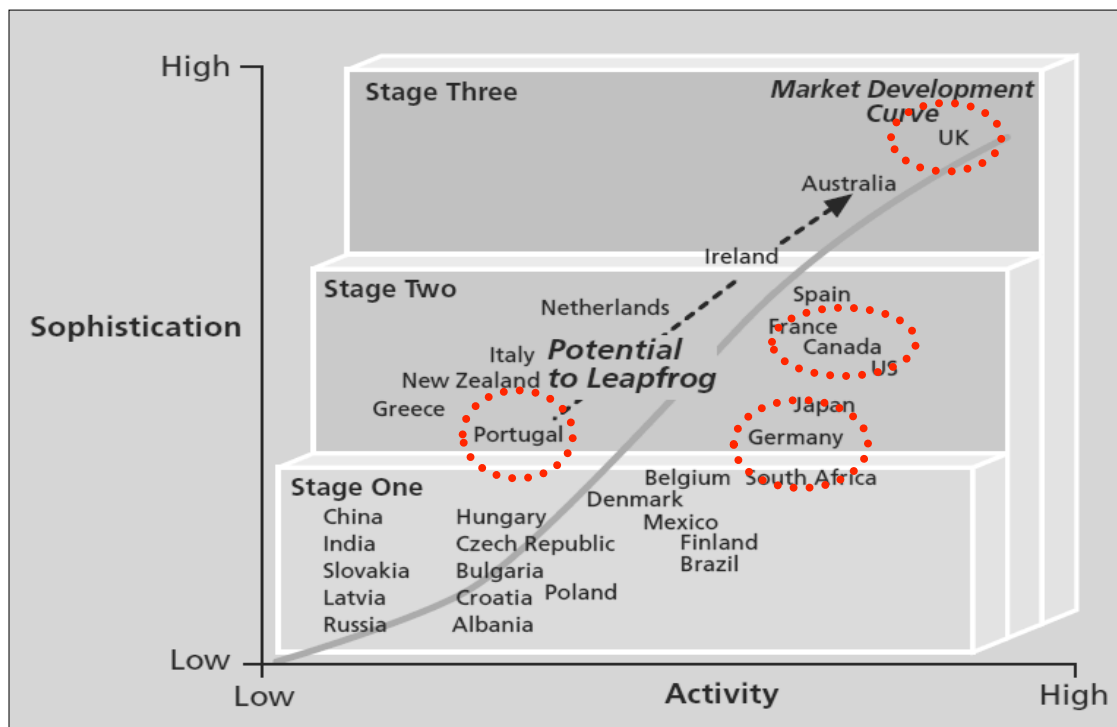 High
Stage Three
Market Development
Curve
UK
Australia
Ireland
Stage Two
Spain
Netherlands
France
Sophistication
Canada
Italy
Potential
US
to Leapfrog
New Zealand
Greece
Japan
Portugal
Germany
Stage One
Belgium
South Africa
Denmark
China
Hungary
Mexico
India
Czech Republic
Finland
Slovakia
Bulgaria
Brazil
Poland
Latvia
Croatia
Russia
Albania
Low
Low
Activity
High